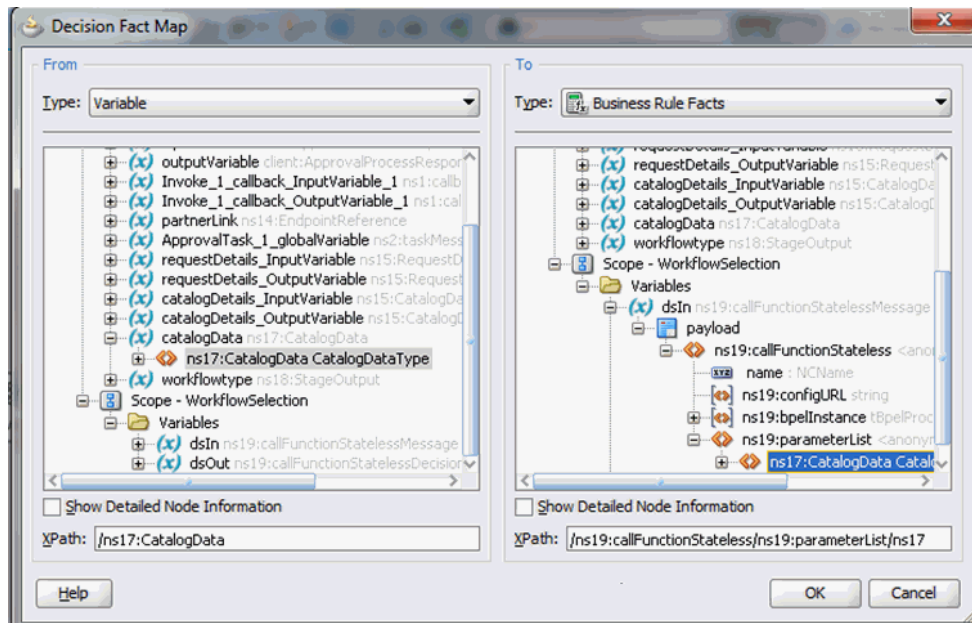 Decision Fact Map
From
Type: Variable
outputVariable client:ApprovalProcessRespor
Invoke_1_callback_InputVariable_1 ns1:callb
Invoke_1_callback_OutputVariable_1 ns1:cal
partnerLink ns14:EndpointReference
ApprovalTask_1_globalVariable ns2:taskMess
requestDetails_InputVariable ns15:RequestD
requestDetails_OutputVariable ns15:Request
catalogDetails_InputVariable ns15:CatalogDa
catalogDetails_OutputVariable ns15:Catalog
catalogData ns17:CatalogData
ns17:CatalogData CatalogDataType
workflowtype ns18:StageOutput
Scope - WorkflowSelection
Variables
dsIn ns19:callFunctionStatelessMessage
dsOut ns19:callFunctionStatelessDecision
Show Detailed Node Information
XPath: /ns17:CatalogData
To
Type: Business Rule Facts
requestDetails_OutputVariable ns15:Request
catalogDetails_InputVariable ns15:CatalogDa
catalogDetails_OutputVariable ns15:Catalog
catalogData ns17:CatalogData
workflowtype ns18:StageOutput
Scope - WorkflowSelection
Variables
dsIn ns19:callFunctionStatelessMessage
payload
ns19:callFunctionStateless <anor
name : NCName
ns19:configURL string
ns19:bpelInstance tBpelProc
ns19:parameterList <anonyr
ns17:CatalogData Catal
Show Detailed Node Information
XPath: /ns19:callFunctionStateless/ns19:parameterList/ns17
Help
OK
Cancel